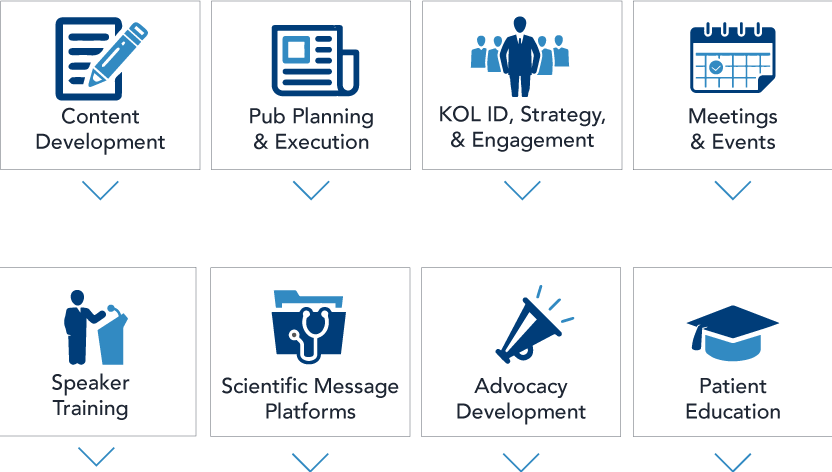 Content
Development
Pub Planning
& Execution
KOL ID, Strategy,
& Engagement
Meetings
& Events
Speaker
Training
Scientific Message
Platforms
Advocacy
Development
Patient
Education